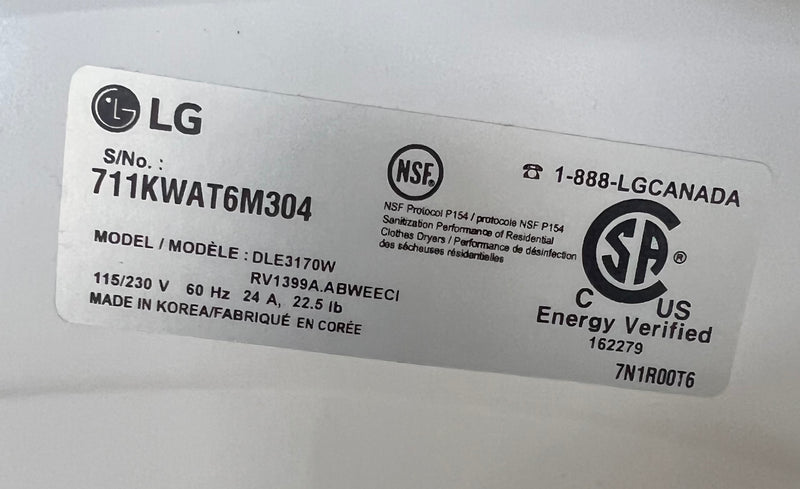 LG
S/No. :
711KWAT6M304
MODEL / MODÈLE : DLE3170W
RV1399A.ABWEECI
115/230 V 60 Hz 24 A, 22.5 lb
MADE IN KOREA/FABRIQUÉ EN CORÉE
NSF®
NSF Protocol P154 / protocole NSF P154
Sanitization Performance of Residential
Clothes Dryers / Performance de désinfection
des sécheuses résidentielles
☎ 1-888-LGCANADA
SA ®
C US
Energy Verified
162279
7N1R00T6